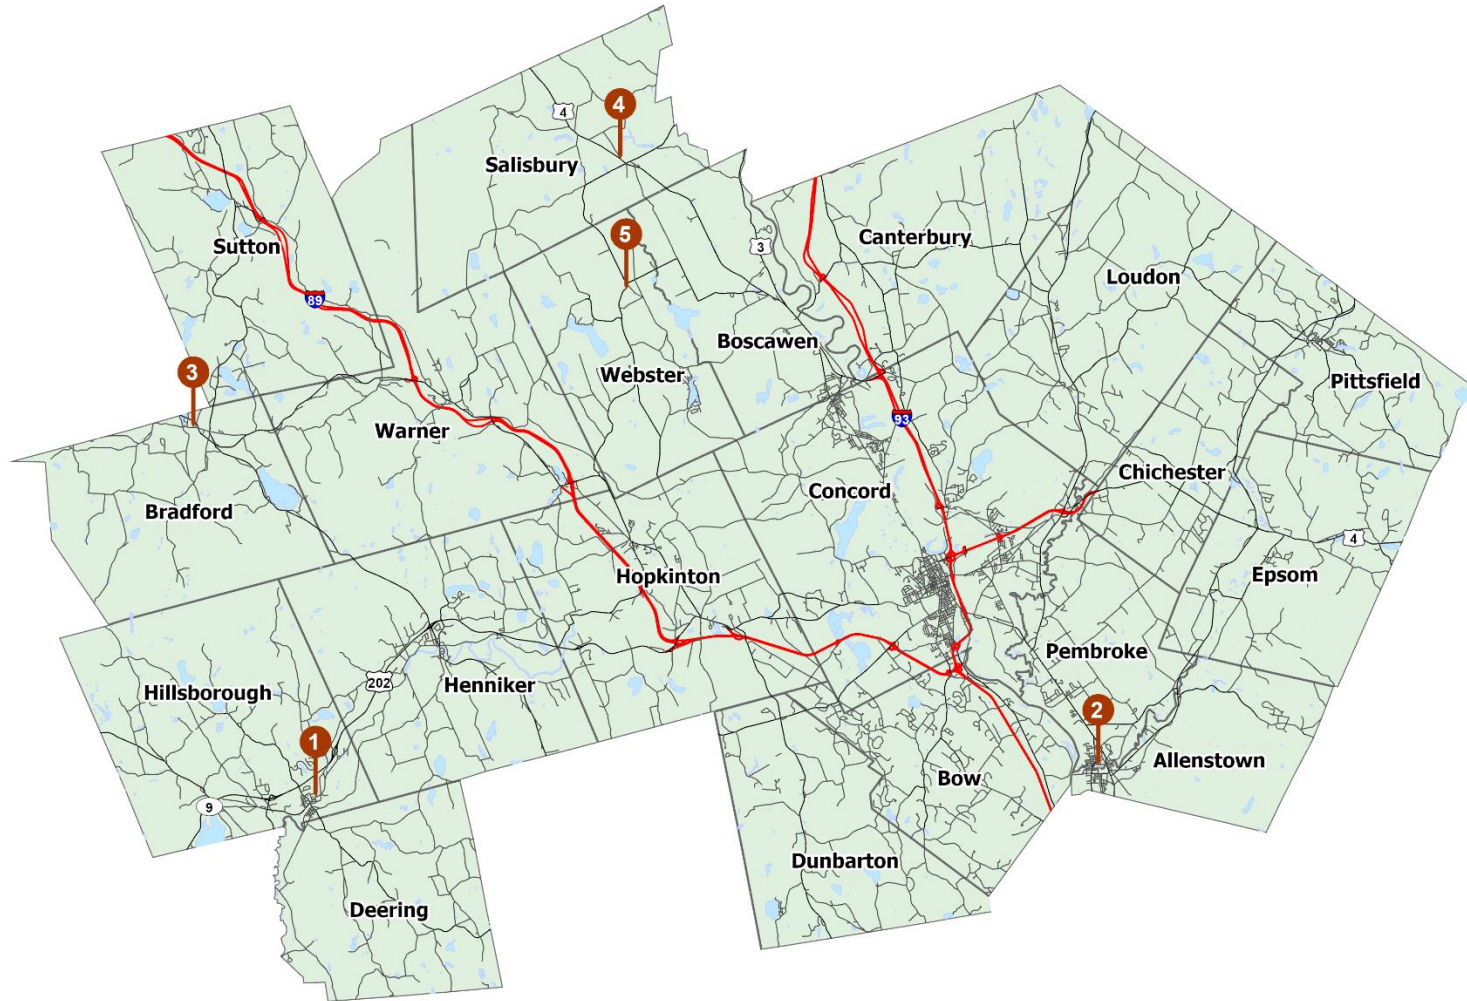 4
4
Salisbury
Sutton
5
3
Canterbury
Loudon
89
Boscawen
3
Webster
Pittsfield
93
Warner
Chichester
Concord
Bradford
4
Hopkinton
Epsom
Pembroke
202
Henniker
Hillsborough
2
1
Allenstown
Bow
9
Dunbarton
Deering